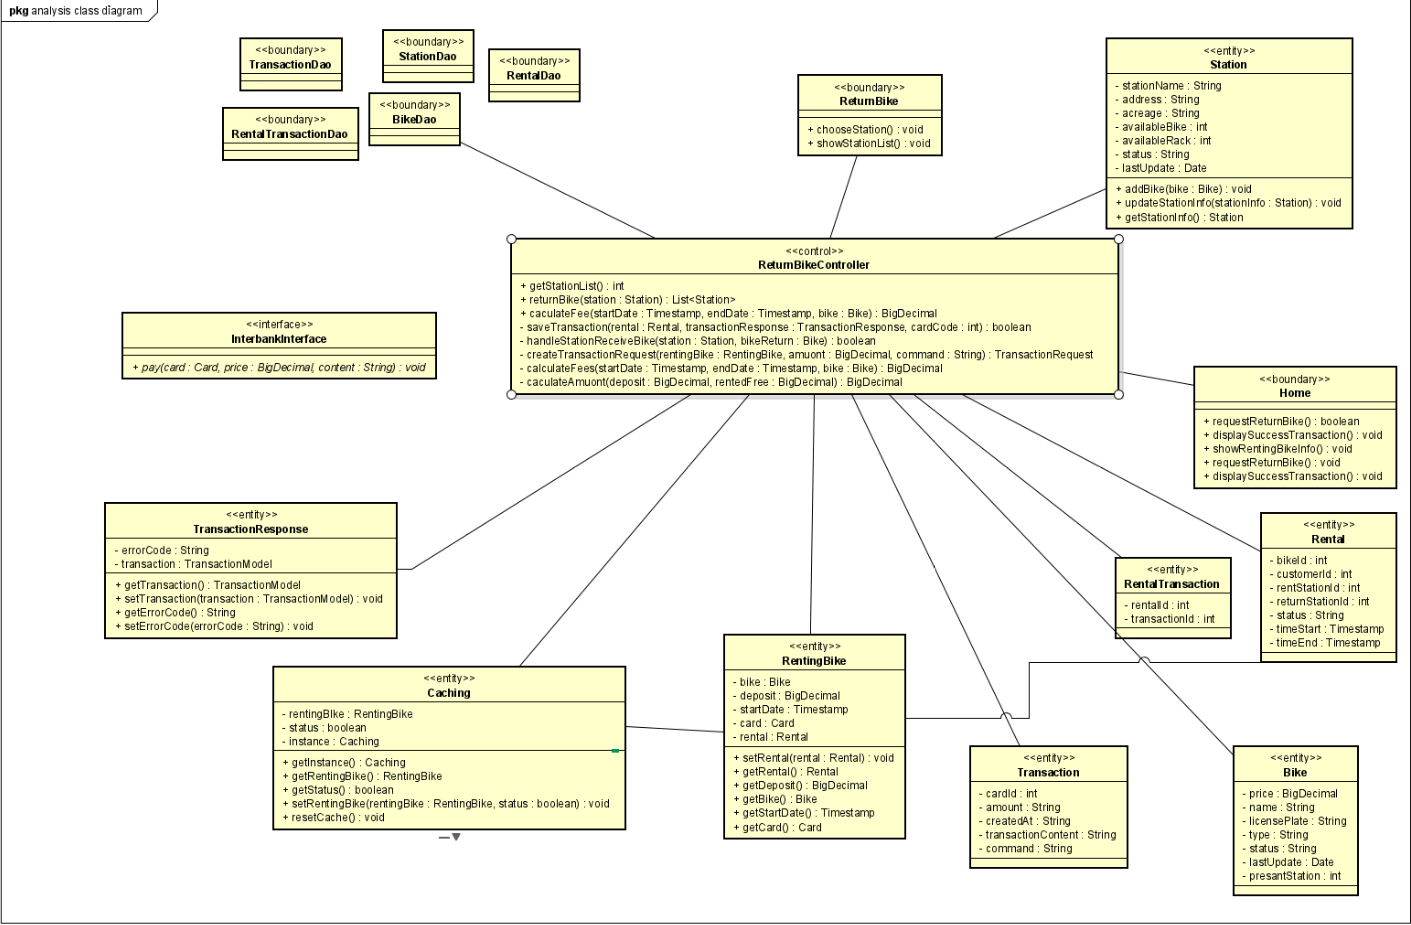 pkg analysis class diagram
<<boundary>>
TransactionDao
<<boundary>>
StationDao
<<boundary>>
RentalDao
<<boundary>>
RentalTransactionDao
<<boundary>>
BikeDao
<<boundary>>
ReturnBike
+ chooseStation() : void
+ showStationList() : void
<<entity>>
Station
- stationName : String
- address : String
- acreage : String
- availableBike : int
- availableRack : int
- status : String
- lastUpdate : Date
+ addBike(bike : Bike) : void
+ updateStationInfo(stationInfo : Station) : void
+ getStationInfo() : Station
<<control>>
ReturnBikeController
+ getStationList() : int
+ returnBike(station : Station) : List<Station>
+ caculateFee(startDate : Timestamp, endDate : Timestamp, bike : Bike) : BigDecimal
- saveTransaction(rental : Rental, transactionResponse : TransactionResponse, cardCode : int) : boolean
- handleStationReceiveBike(station : Station, bikeReturn : Bike) : boolean
- createTransactionRequest(rentingBike : RentingBike, amount : BigDecimal, command : String) : TransactionRequest
- calculateFees(startDate : Timestamp, endDate : Timestamp, bike : Bike) : BigDecimal
- caculateAmuont(deposit : BigDecimal, rentedFree : BigDecimal) : BigDecimal
<<interface>>
InterbankInterface
+ pay(card : Card, price : BigDecimal, content : String) : void
<<boundary>>
Home
+ requestReturnBike() : boolean
+ displaySuccessTransaction() : void
+ showRentingBikeInfo() : void
+ requestReturnBike() : void
+ displaySuccessTransaction() : void
<<entity>>
TransactionResponse
- errorCode : String
- transaction : TransactionModel
+ getTransaction() : TransactionModel
+ setTransaction(transaction : TransactionModel) : void
+ getErrorCode() : String
+ setErrorCode(errorCode : String) : void
<<entity>>
Rental
- bikeId : int
- customerId : int
- rentStationId : int
- returnStationId : int
- status : String
- timeStart : Timestamp
- timeEnd : Timestamp
<<entity>>
RentalTransaction
- rentalId : int
- transactionId : int
<<entity>>
RentingBike
- bike : Bike
- deposit : BigDecimal
- startDate : Timestamp
- card : Card
- rental : Rental
+ setRental(rental : Rental) : void
+ getRental() : Rental
+ getDeposit() : BigDecimal
+ getBike() : Bike
+ getStartDate() : Timestamp
+ getCard() : Card
<<entity>>
Caching
- rentingBIke : RentingBike
- status : boolean
- instance : Caching
+ getInstance() : Caching
+ getRentingBike() : RentingBike
+ getStatus() : boolean
+ setRentingBike(rentingBike : RentingBike, status : boolean) : void
+ resetCache() : void
<<entity>>
Transaction
- cardId : int
- amount : String
- createdAt : String
- transactionContent : String
- command : String
<<entity>>
Bike
- price : BigDecimal
- name : String
- licensePlate : String
- type : String
- status : String
- lastUpdate : Date
- presantStation : int